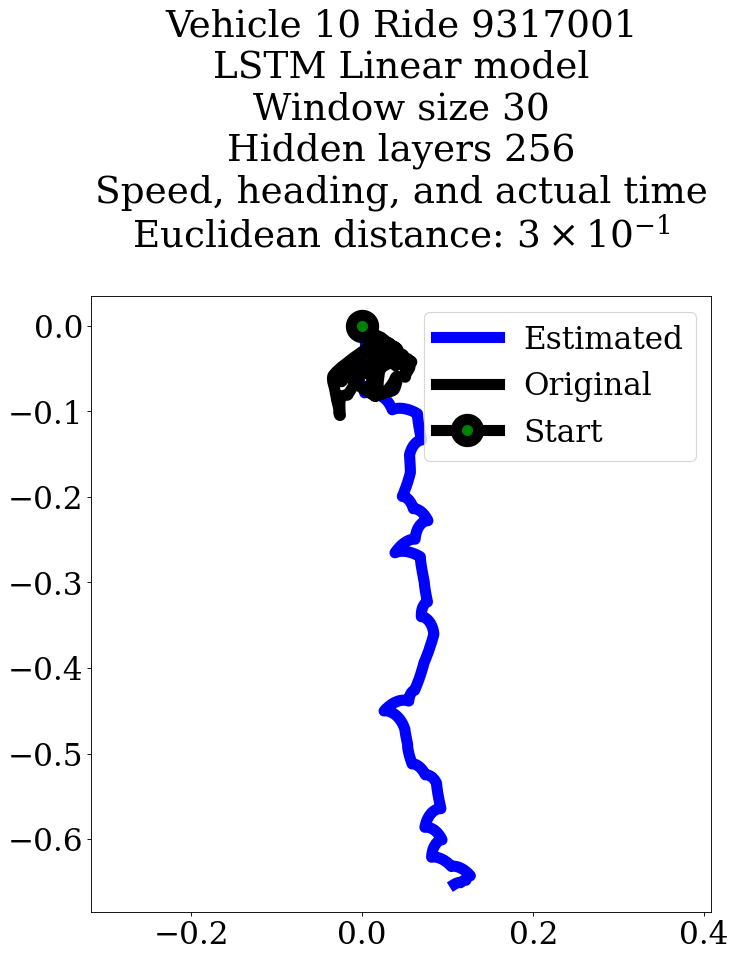 Vehicle 10 Ride 9317001
LSTM Linear model
Window size 30
Hidden layers 256
Speed, heading, and actual time
Euclidean distance: 3 × 10⁻¹
Estimated
Original
Start
0.0
−0.1
−0.2
−0.3
−0.4
−0.5
−0.6
−0.2 0.0 0.2 0.4